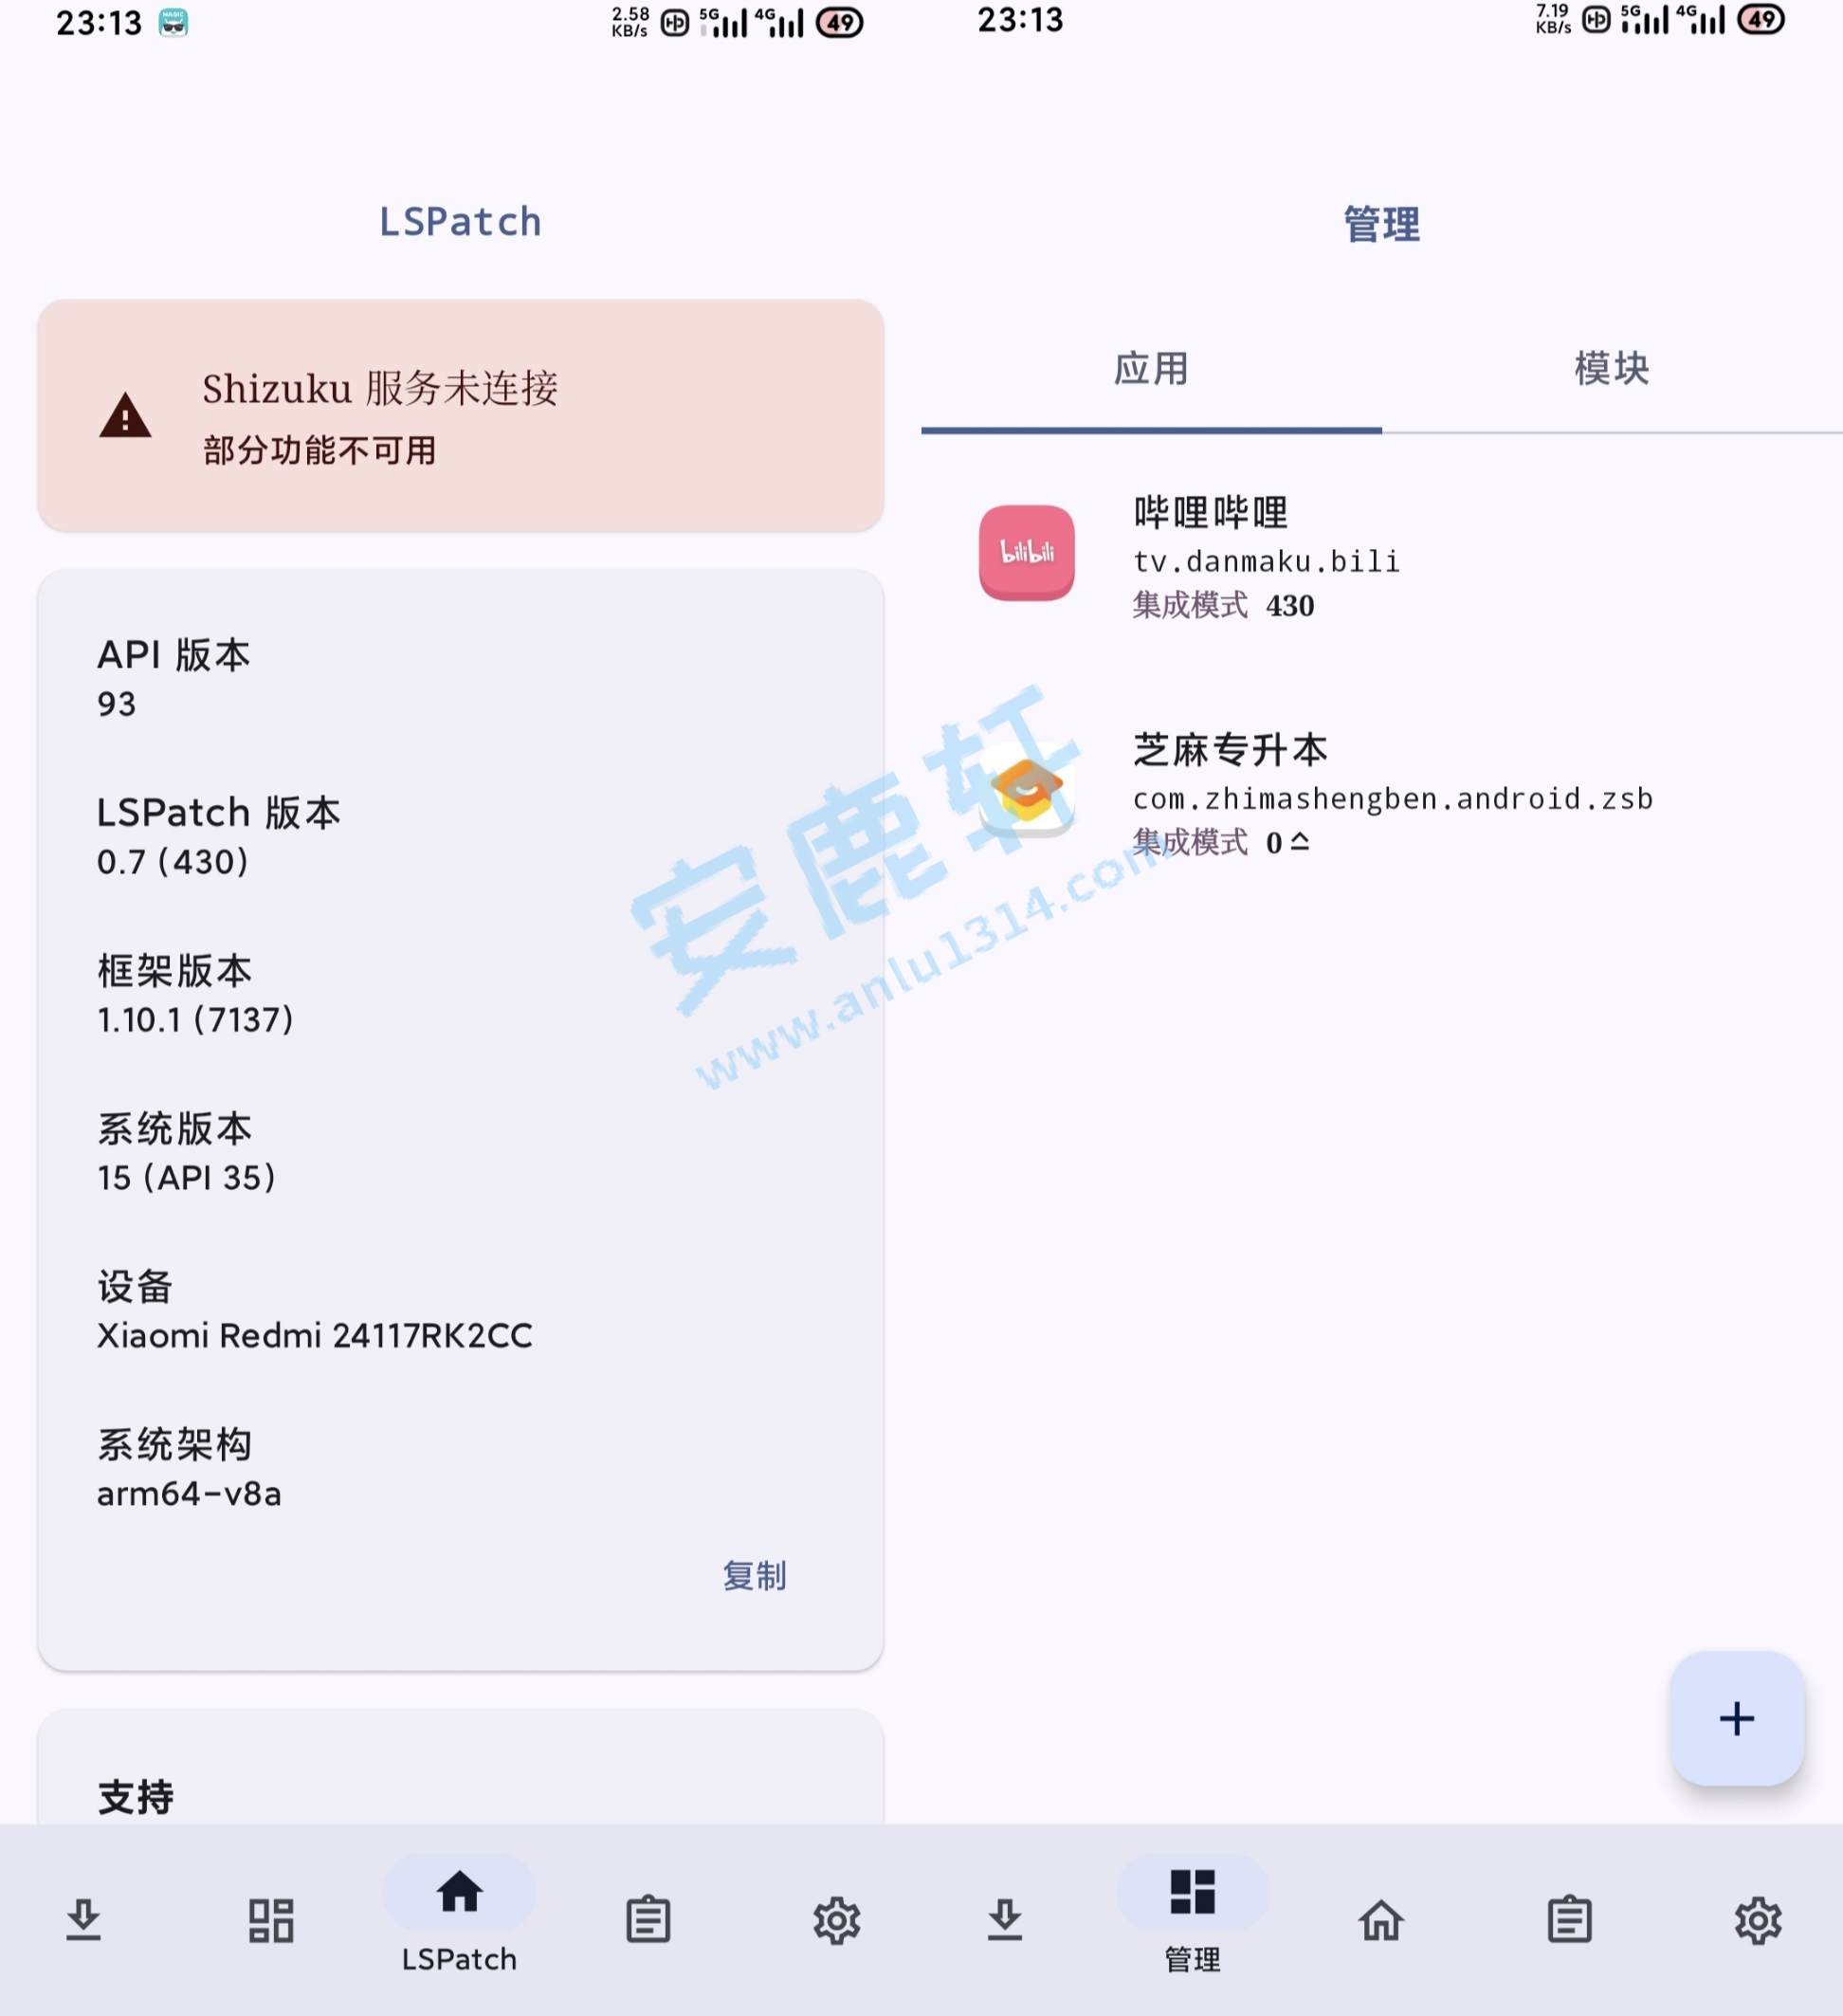 23:13
MAGIC
2.58
KB/s
5G
4G
49
LSPatch
Shizuku 服务未连接
部分功能不可用
API 版本
93
LSPatch 版本
0.7 (430)
框架版本
1.10.1 (7137)
系统版本
15 (API 35)
设备
Xiaomi Redmi 24117RK2CC
系统架构
arm64-v8a
复制
支持
LSPatch
23:13
7.19
KB/s
5G
4G
49
管理
应用
模块
bilibili
哔哩哔哩
tv.danmaku.bili
集成模式 430
芝麻专升本
com.zhimashengben.android.zsb
集成模式 0
管理
安鹿轩
www.anlu1314.com